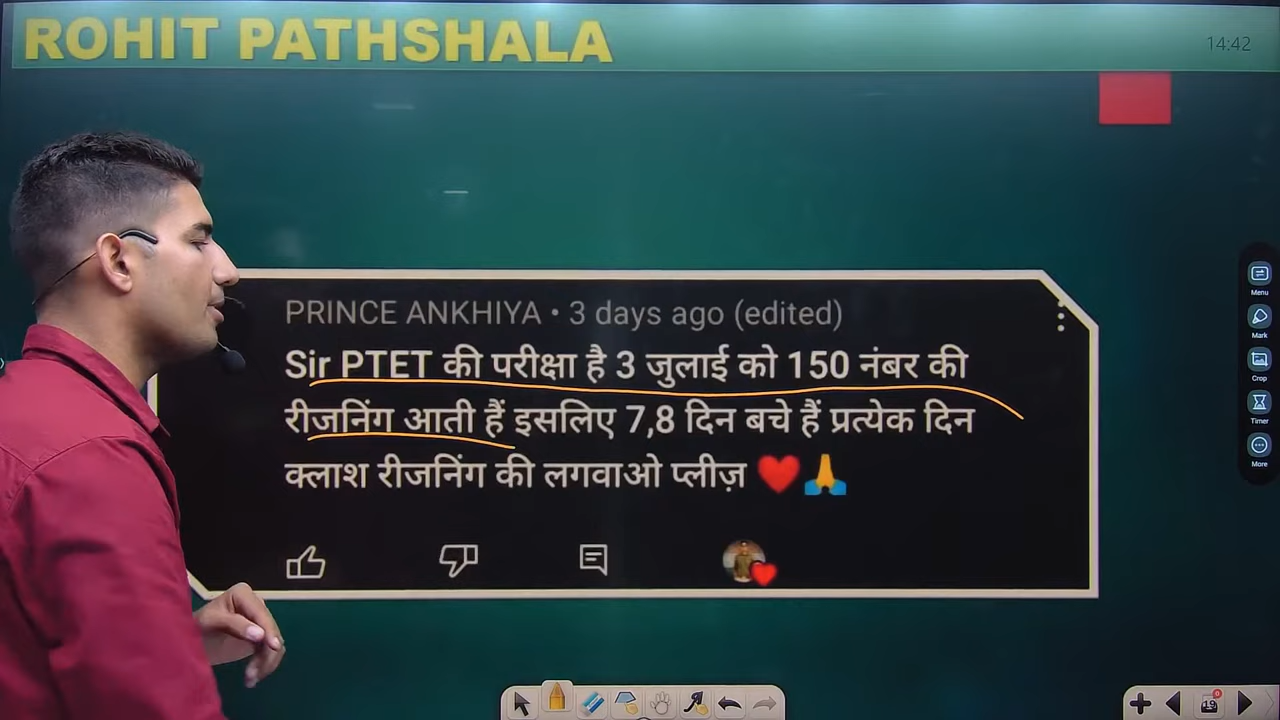 ROHIT PATHSHALA
14:42
PRINCE ANKHIYA • 3 days ago (edited)
Sir PTET की परीक्षा है 3 जुलाई को 150 नंबर की
रीजनिंग आती हैं इसलिए 7,8 दिन बचे हैं प्रत्येक दिन
क्लाश रीजनिंग की लगवाओ प्लीज़ ❤️🙏
Menu
Mark
Crop
Timer
More
19